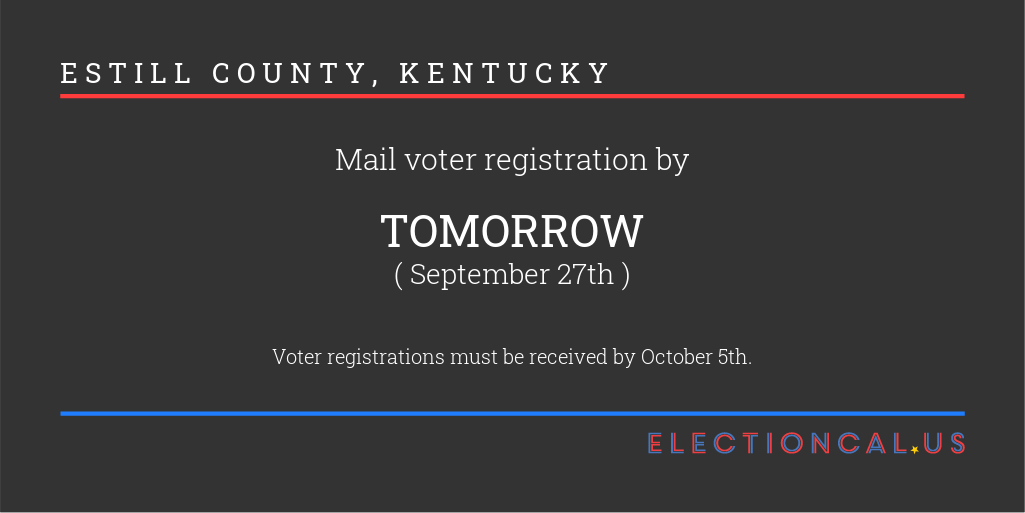 ESTILL COUNTY, KENTUCKY
Mail voter registration by
TOMORROW
( September 27th )
Voter registrations must be received by October 5th.
ELECTIONCAL.US